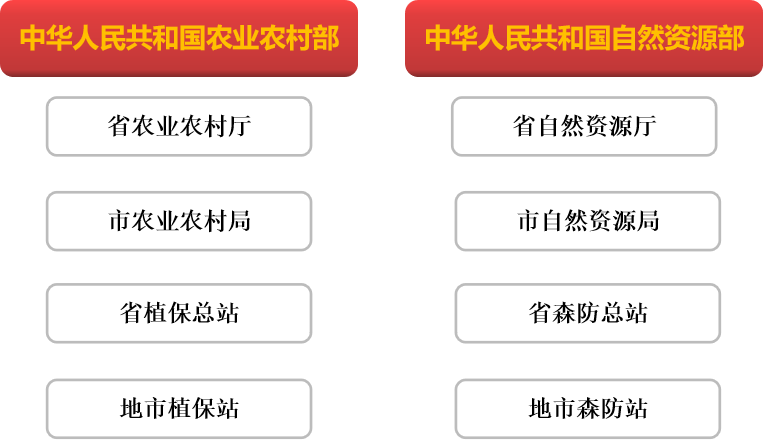 中华人民共和国农业农村部
省农业农村厅
市农业农村局
省植保总站
地市植保站
中华人民共和国自然资源部
省自然资源厅
市自然资源局
省森防总站
地市森防站